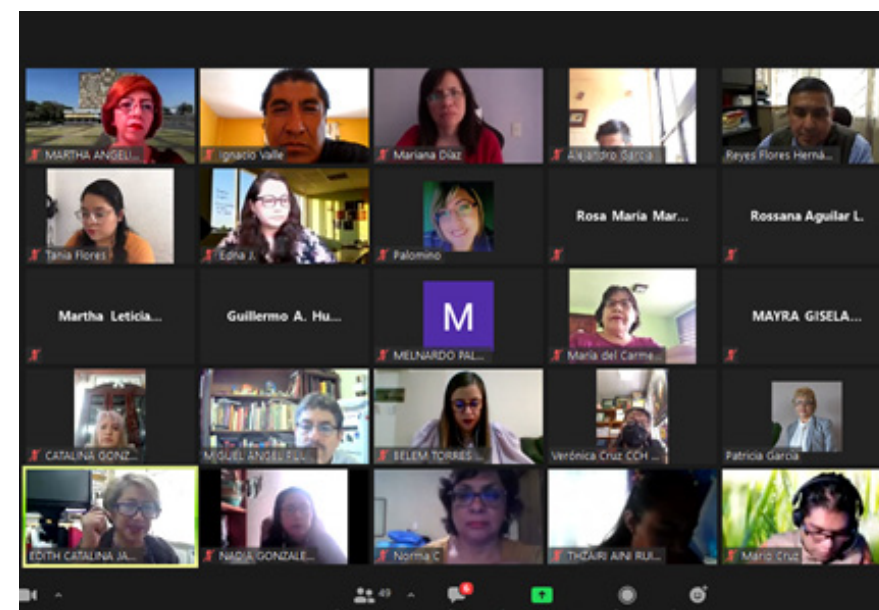 MARTHA ANGELI...
Ignacio Valle
Mariana Díaz
Alejandro García
Reyes Flores Herná...
Tania Flores
Edna J.
Palomino
Rosa María Mar...
Rossana Aguilar L.
Martha Leticia...
Guillermo A. Hu...
M
MELNARDO PAL...
María del Carme...
MAYRA GISELA...
CATALINA GONZ...
MIGUEL ANGEL
BELEM TORRES
Verónica Cruz CCH ...
Patricia García
EDITH CATALINA JA...
NADIA GONZALE...
Norma C
THZAIRI AINI RUI...
Mario Cruz
49
6